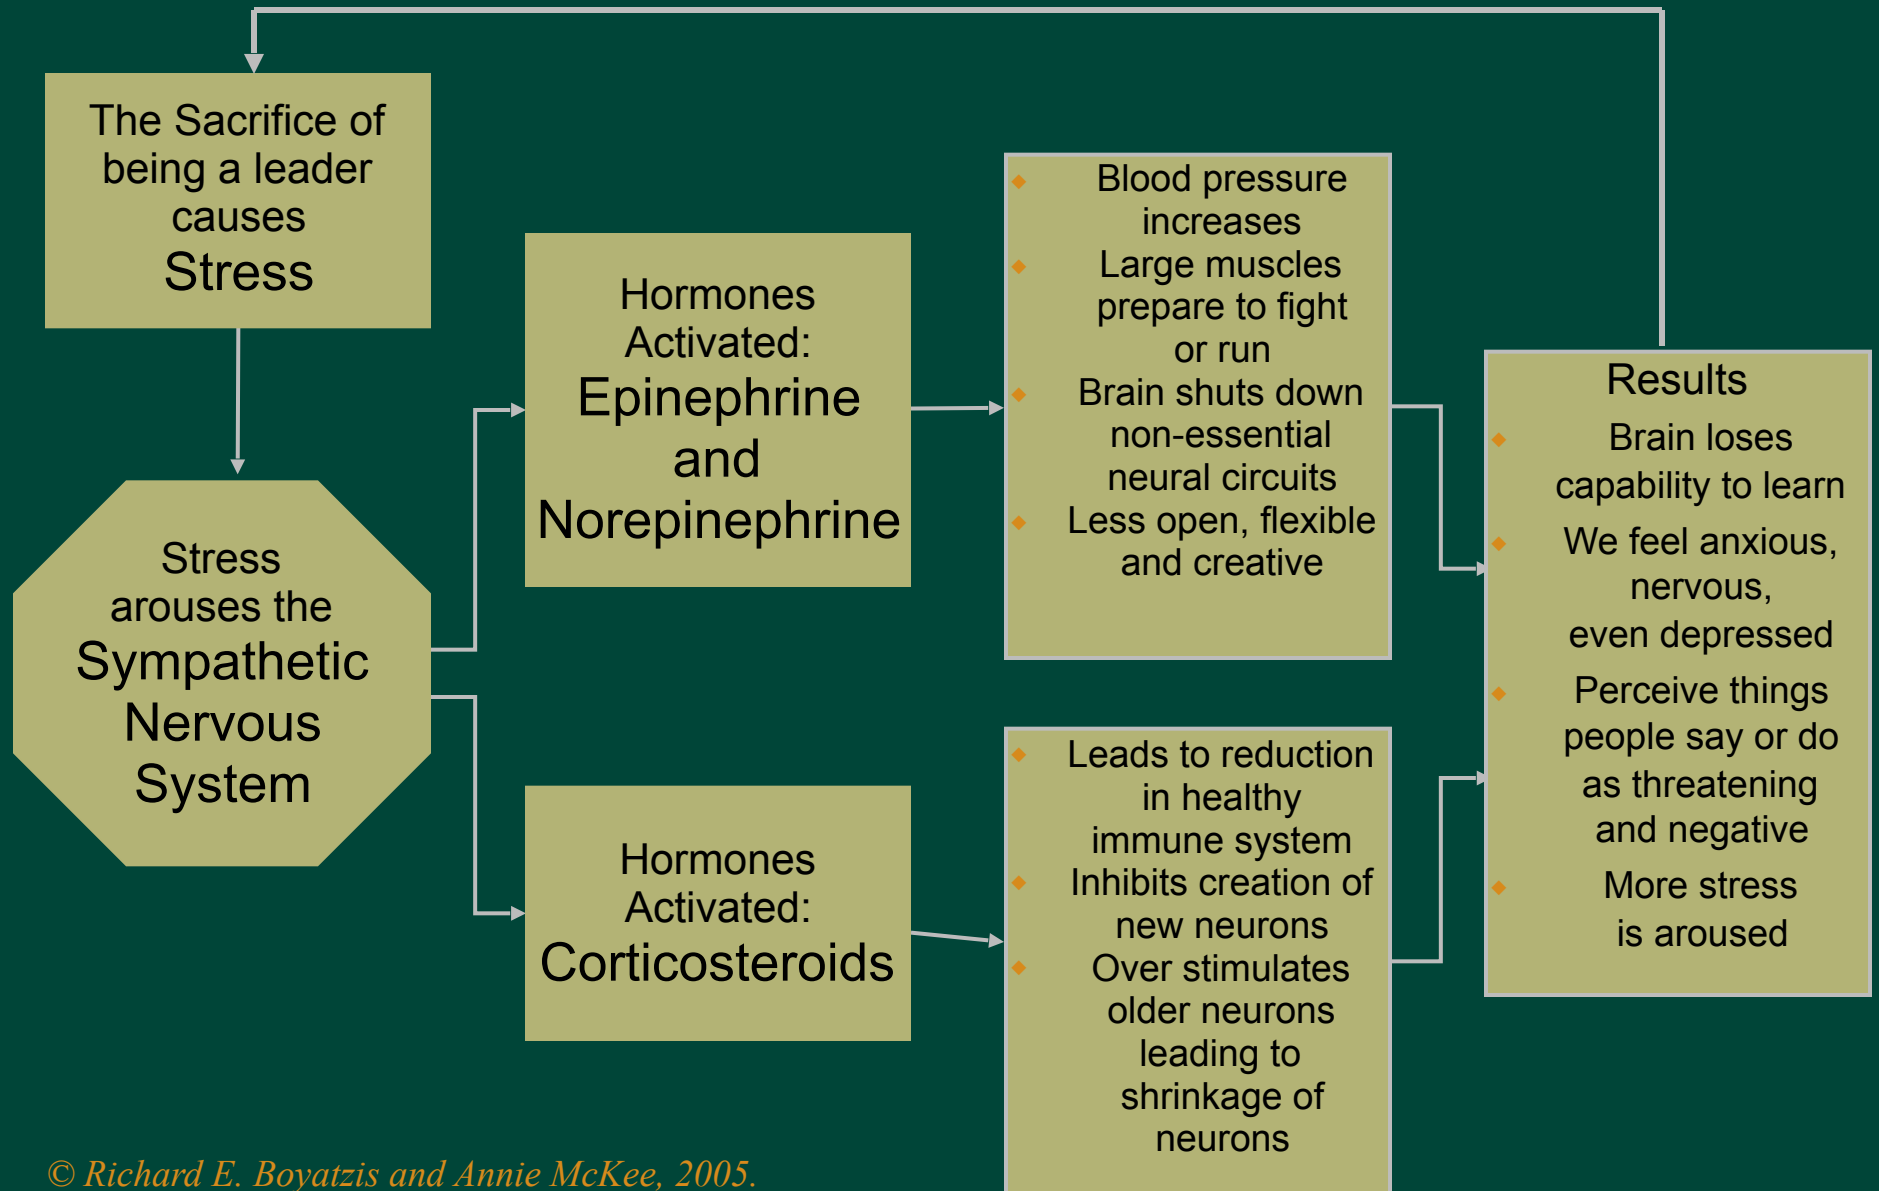 The Sacrifice of
being a leader
causes
Stress
Stress
arouses the
Sympathetic
Nervous
System
Hormones
Activated:
Epinephrine
and
Norepinephrine
Hormones
Activated:
Corticosteroids
Blood pressure
increases
Large muscles
prepare to fight
or run
Brain shuts down
non-essential
neural circuits
Less open, flexible
and creative
Leads to reduction
in healthy
immune system
Inhibits creation of
new neurons
Over stimulates
older neurons
leading to
shrinkage of
neurons
Results
Brain loses
capability to learn
We feel anxious,
nervous,
even depressed
Perceive things
people say or do
as threatening
and negative
More stress
is aroused
© Richard E. Boyatzis and Annie McKee, 2005.